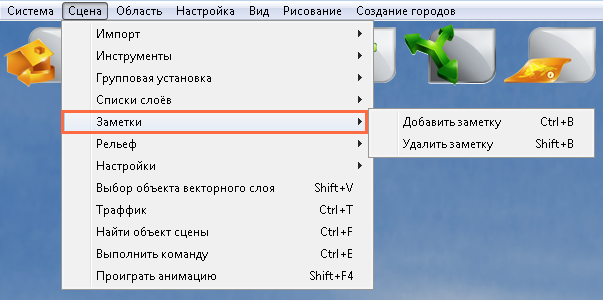 Система Сцена Область Настройка Вид Рисование Создание городов
Импорт
Инструменты
Групповая установка
Списки слоёв
Заметки
Добавить заметку Ctrl+B
Рельеф
Удалить заметку Shift+B
Настройки
Выбор объекта векторного слоя Shift+V
Траффик Ctrl+T
Найти объект сцены Ctrl+F
Выполнить команду Ctrl+E
Проиграть анимацию Shift+F4